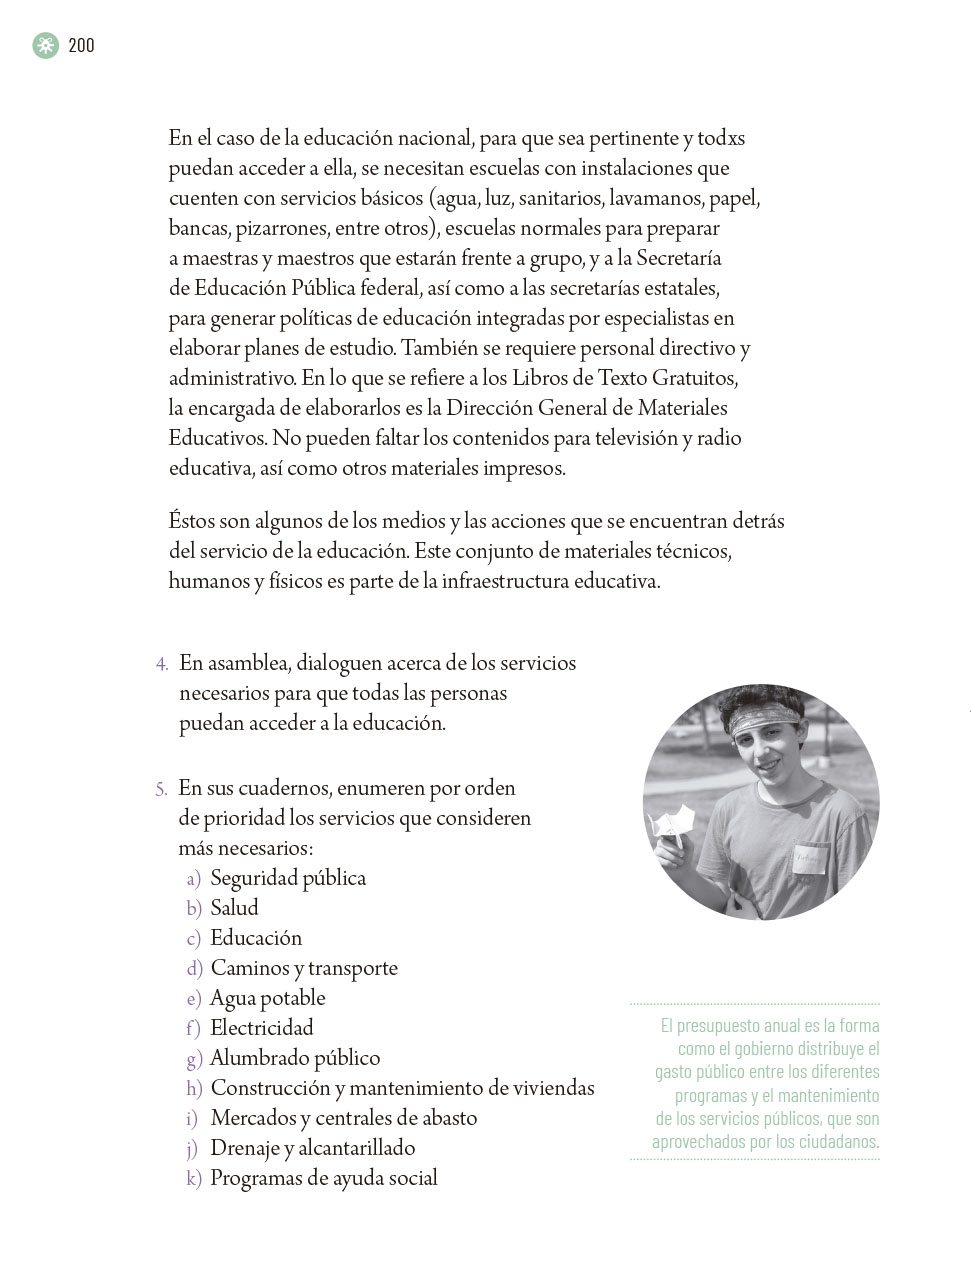 200
En el caso de la educación nacional, para que sea pertinente y todxs
puedan acceder a ella, se necesitan escuelas con instalaciones que
cuenten con servicios básicos (agua, luz, sanitarios, lavamanos, papel,
bancas, pizarrones, entre otros), escuelas normales para preparar
a maestras y maestros que estarán frente a grupo, y a la Secretaría
de Educación Pública federal, así como a las secretarías estatales,
para generar políticas de educación integradas por especialistas en
elaborar planes de estudio. También se requiere personal directivo y
administrativo. En lo que se refiere a los Libros de Texto Gratuitos,
la encargada de elaborarlos es la Dirección General de Materiales
Educativos. No pueden faltar los contenidos para televisión y radio
educativa, así como otros materiales impresos.
Éstos son algunos de los medios y las acciones que se encuentran detrás
del servicio de la educación. Este conjunto de materiales técnicos,
humanos y físicos es parte de la infraestructura educativa.
4. En asamblea, dialoguen acerca de los servicios
necesarios para que todas las personas
puedan acceder a la educación.
5. En sus cuadernos, enumeren por orden
de prioridad los servicios que consideren
más necesarios:
a) Seguridad pública
b) Salud
c) Educación
d) Caminos y transporte
e) Agua potable
f) Electricidad
g) Alumbrado público
h) Construcción y mantenimiento de viviendas
i) Mercados y centrales de abasto
j) Drenaje y alcantarillado
k) Programas de ayuda social
El presupuesto anual es la forma
como el gobierno distribuye el
gasto público entre los diferentes
programas y el mantenimiento
de los servicios públicos, que son
aprovechados por los ciudadanos.